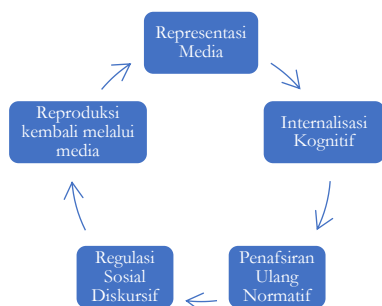 Representasi
Media
Internalisasi
Kognitif
Penafsiran
Ulang
Normatif
Regulasi
Sosial
Diskursif
Reproduksi
kembali melalui
media